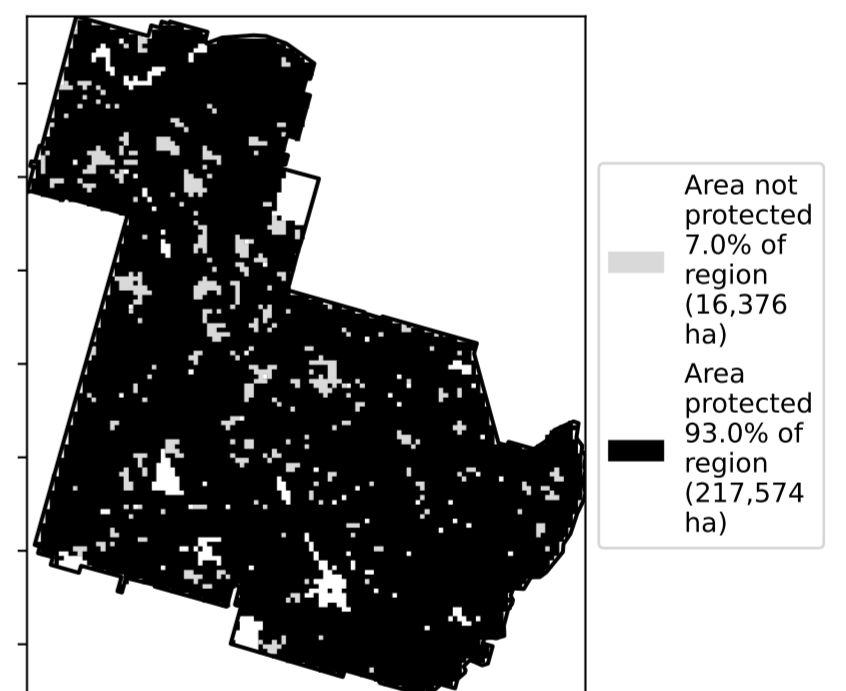 Area not
protected
7.0% of
region
(16,376
ha)
Area
protected
93.0% of
region
(217,574
ha)